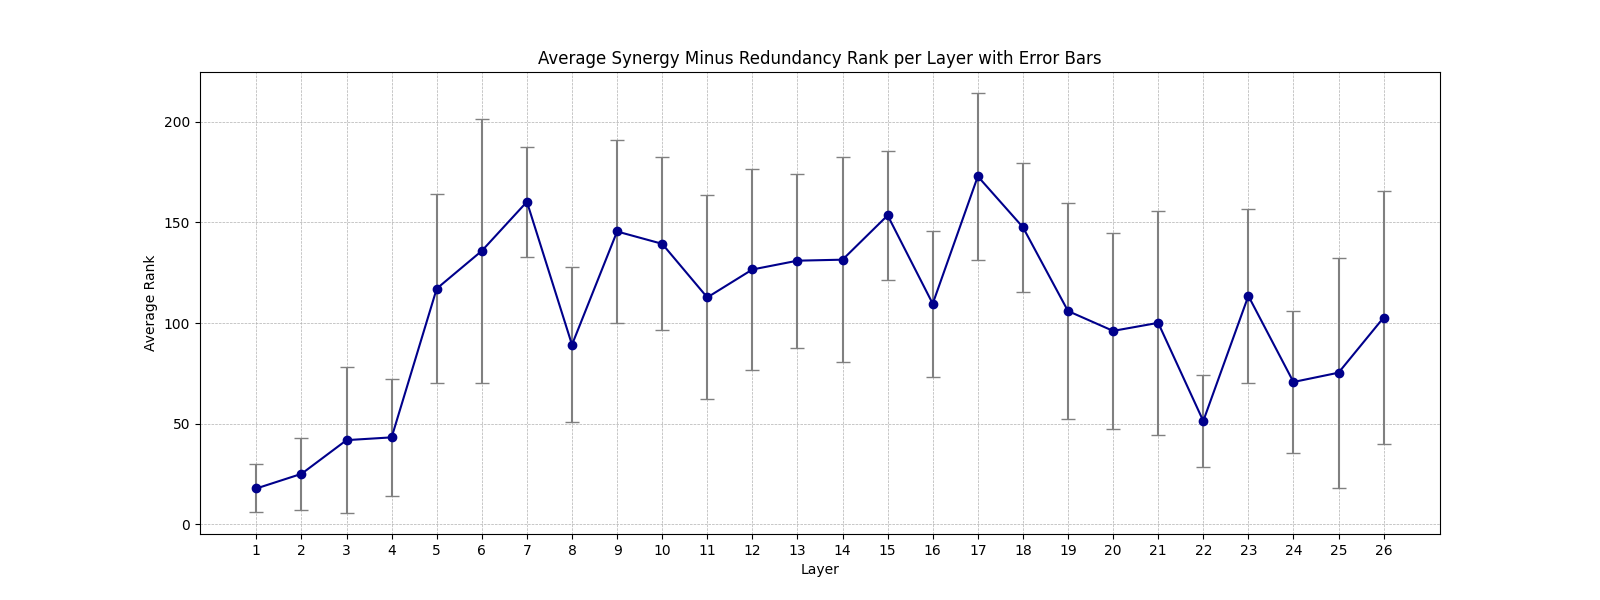 Average Synergy Minus Redundancy Rank per Layer with Error Bars
Average Rank
200
150
100
50
0
1 2 3 4 5 6 7 8 9 10 11 12 13 14 15 16 17 18 19 20 21 22 23 24 25 26
Layer